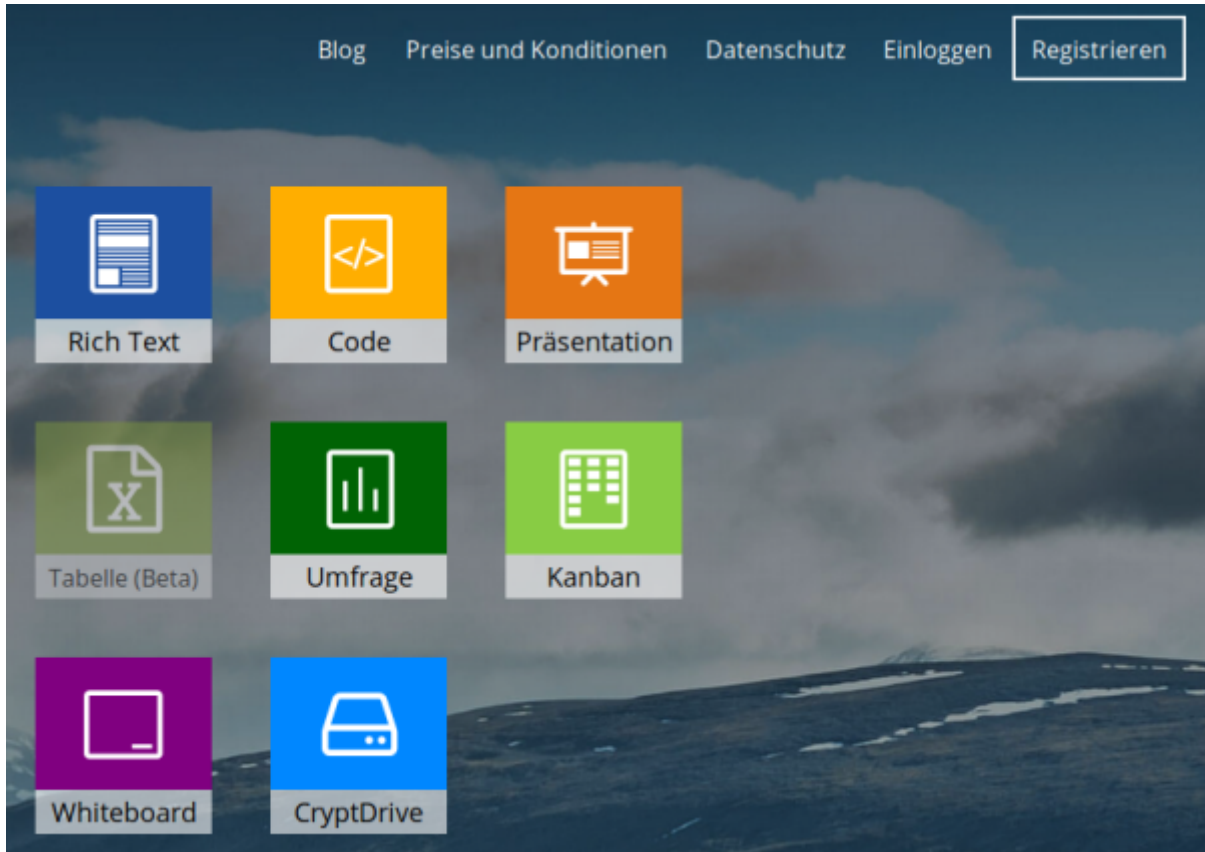 Blog Preise und Konditionen Datenschutz Einloggen Registrieren
</>
Rich Text Code Präsentation
X
Tabelle (Beta) Umfrage Kanban
Whiteboard CryptDrive